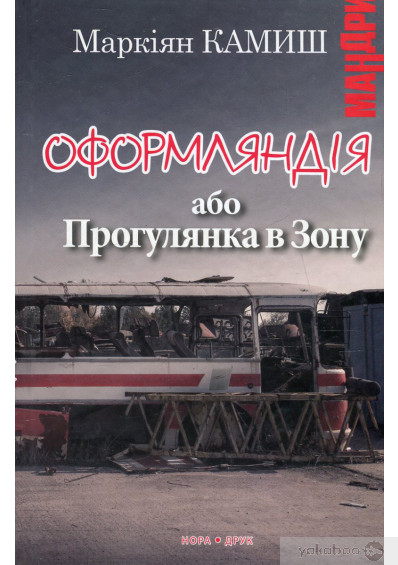 Маркіян КАМИШ
МАНДРИ
ОФОРМЛЯНДІЯ
або
Прогулянка в Зону
НОРА • ДРУК
yakaboo